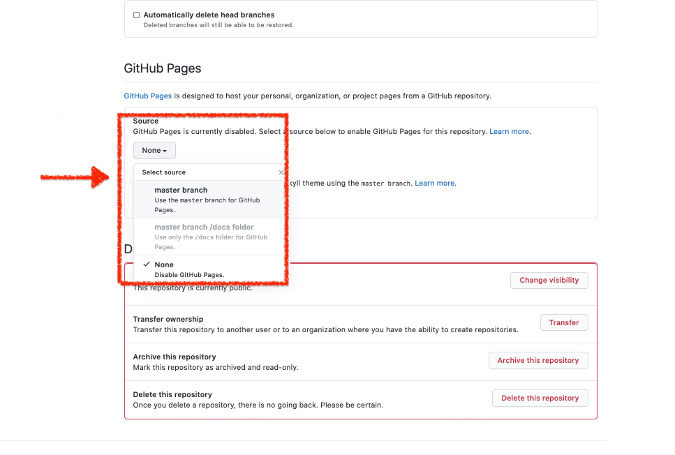 Automatically delete head branches
Deleted branches will still be able to be restored.
GitHub Pages
GitHub Pages is designed to host your personal, organization, or project pages from a GitHub repository.
Source
GitHub Pages is currently disabled. Select a source below to enable GitHub Pages for this repository. Learn more.
None
Select source
master branch
Use the master branch for GitHub
Pages.
theme using the master branch. Learn more.
master branch /docs folder
Use only the /docs folder for GitHub
Pages.
D
None
Disable GitHub Pages.
This repository is currently public.
Change visibility
Transfer ownership
Transfer this repository to another user or to an organization where you have the ability to create repositories.
Transfer
Archive this repository
Mark this repository as archived and read-only.
Archive this repository
Delete this repository
Once you delete a repository, there is no going back. Please be certain.
Delete this repository